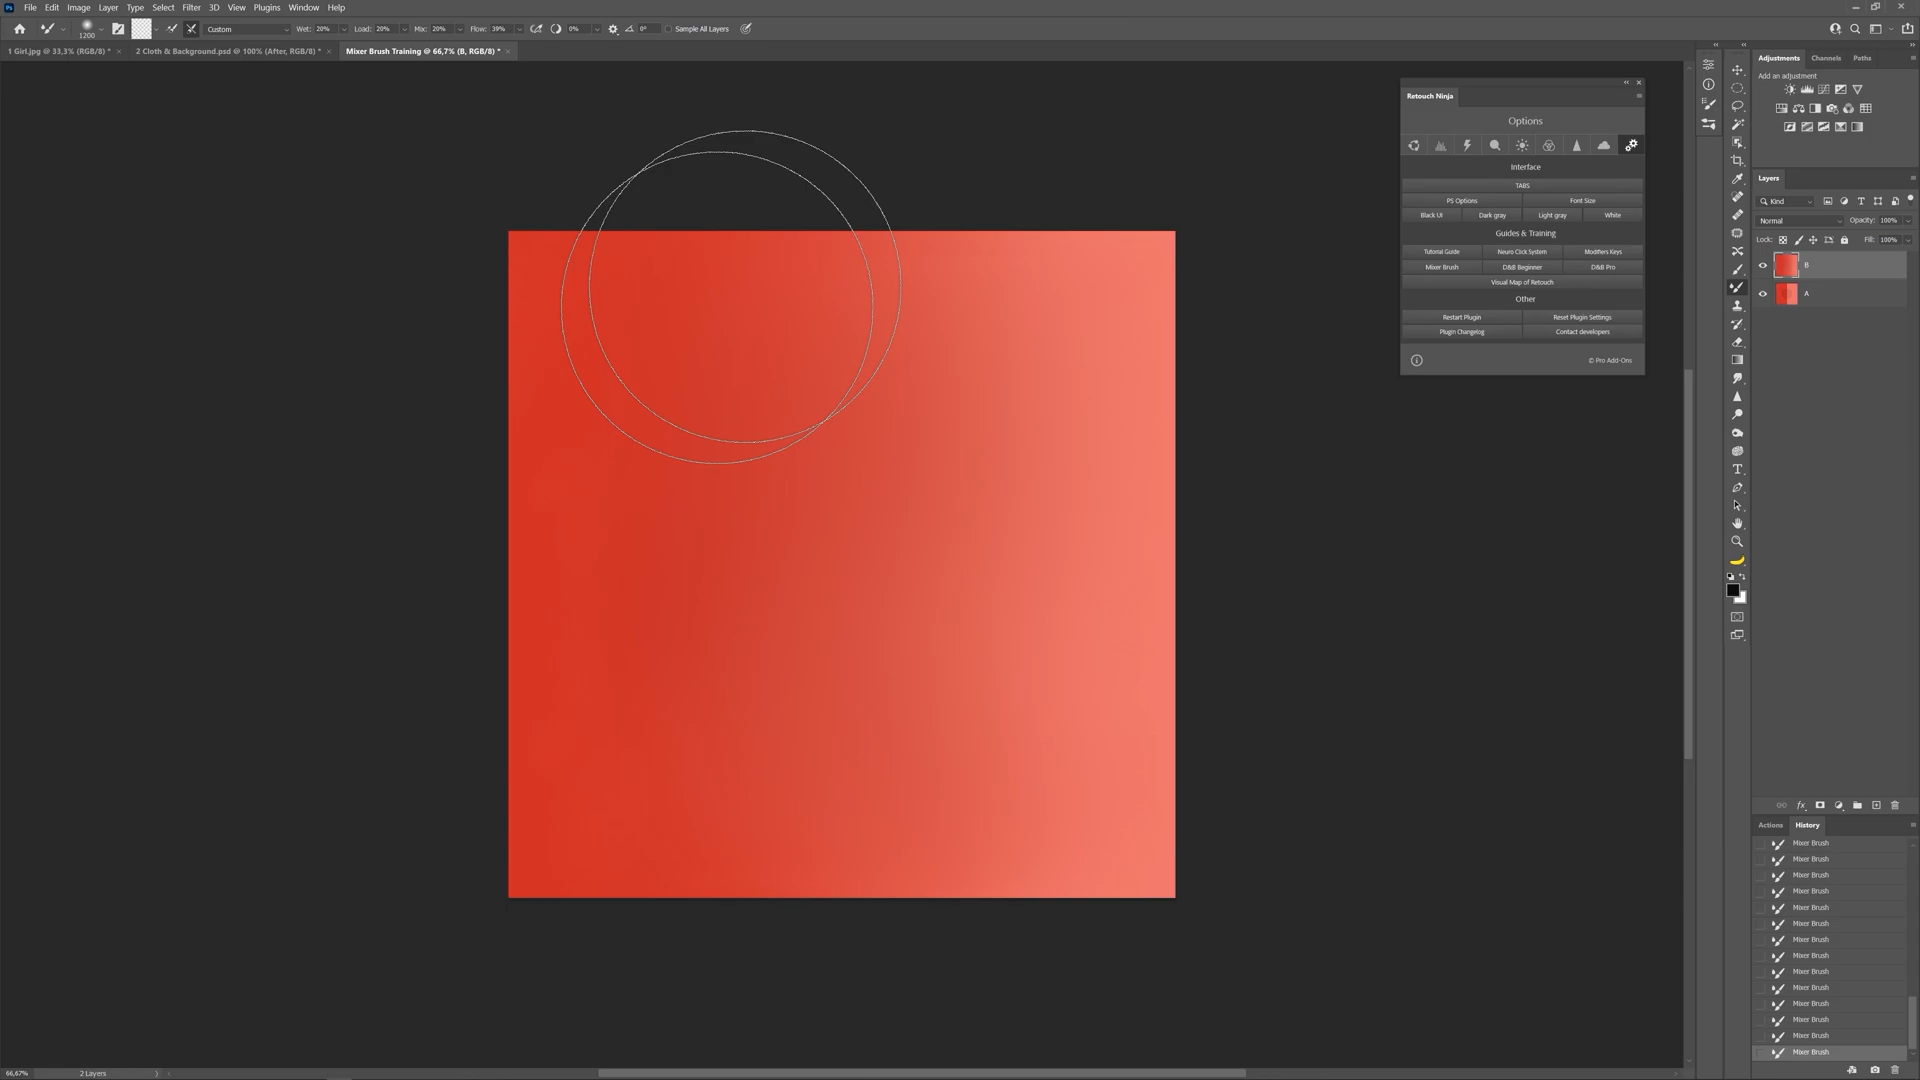 File Edit Image Layer Type Select Filter 3D View Plugins Window Help
1200 Custom Wet: 20% Load: 20% Mix: 20% Flow: 39% 0% 0° Sample All Layers
1 Girl.jpg @ 33,3% (RGB/8) * 2 Cloth & Background.psd @ 100% (After, RGB/8) * Mixer Brush Training @ 66,7% (B, RGB/8) *
Retouch Ninja
Options
Interface
TABS
PS Options Font Size
Black UI Dark gray Light gray White
Guides & Training
Tutorial Guide Neuro Click System Modifiers Keys
Mixer Brush D&B Beginner D&B Pro
Visual Map of Retouch
Other
Restart Plugin Reset Plugin Settings
Plugin Changelog Contact developers
© Pro Add-Ons
Adjustments Channels Paths
Add an adjustment
Layers
Kind
Normal Opacity: 100%
Lock: Fill: 100%
B
A
Actions History
Mixer Brush
Mixer Brush
Mixer Brush
Mixer Brush
Mixer Brush
Mixer Brush
Mixer Brush
Mixer Brush
Mixer Brush
Mixer Brush
Mixer Brush
Mixer Brush
Mixer Brush
Mixer Brush
66,67% 2 Layers